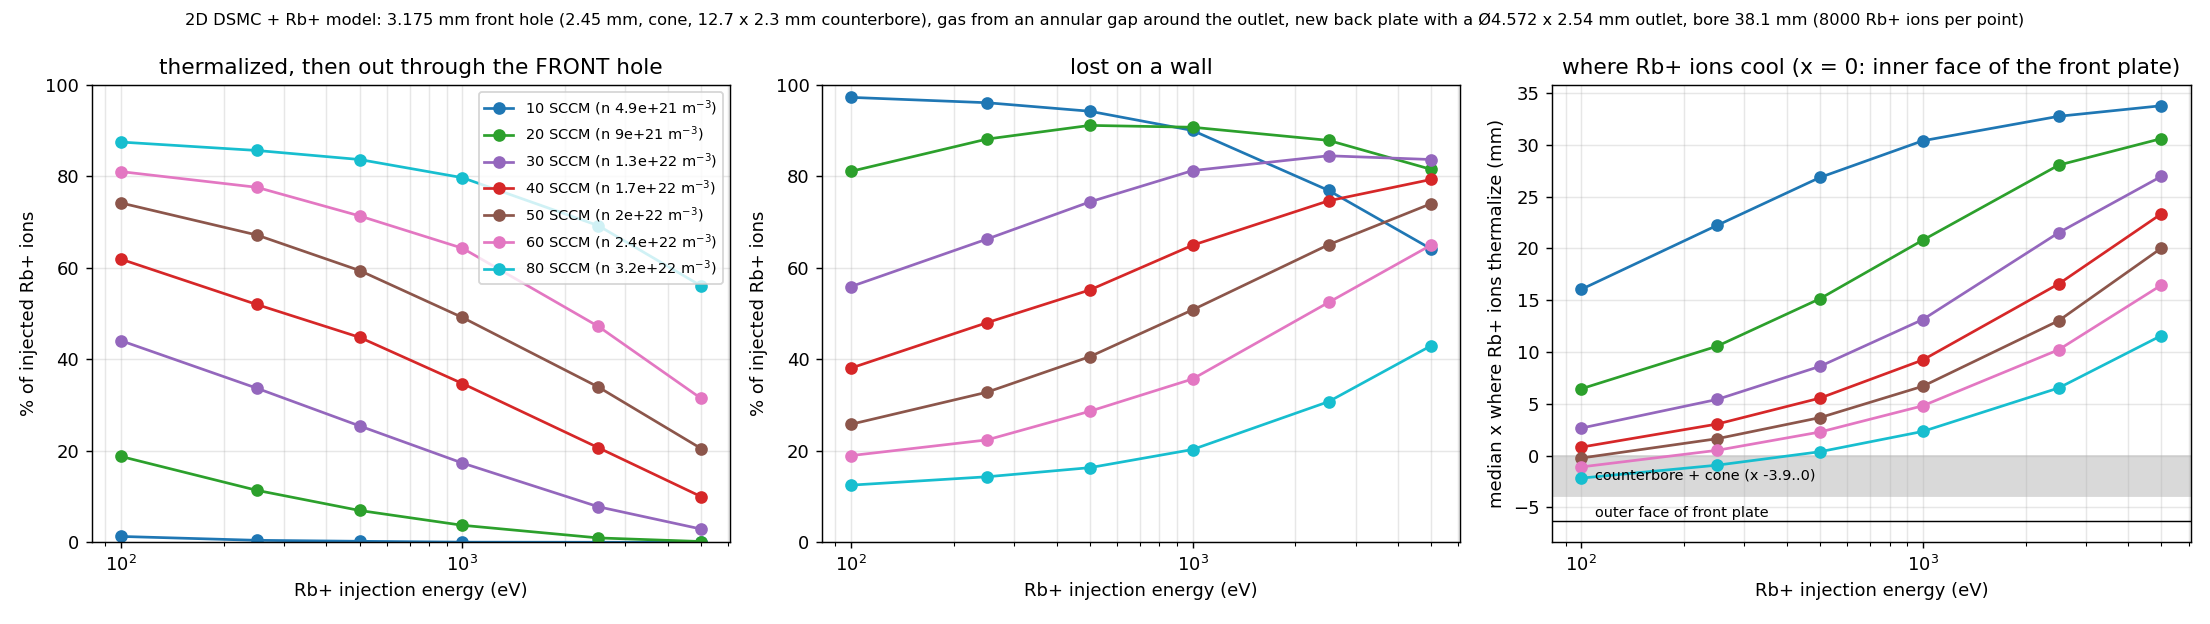 2D DSMC + Rb+ model: 3.175 mm front hole (2.45 mm, cone, 12.7 x 2.3 mm counterbore), gas from an annular gap around the outlet, new back plate with a Ø4.572 x 2.54 mm outlet, bore 38.1 mm (8000 Rb+ ions per point)
thermalized, then out through the FRONT hole
% of injected Rb+ ions
100
80
60
40
20
0
10²
10³
Rb+ injection energy (eV)
10 SCCM (n 4.9e+21 m⁻³)
20 SCCM (n 9e+21 m⁻³)
30 SCCM (n 1.3e+22 m⁻³)
40 SCCM (n 1.7e+22 m⁻³)
50 SCCM (n 2e+22 m⁻³)
60 SCCM (n 2.4e+22 m⁻³)
80 SCCM (n 3.2e+22 m⁻³)
lost on a wall
% of injected Rb+ ions
100
80
60
40
20
0
10²
10³
Rb+ injection energy (eV)
where Rb+ ions cool (x = 0: inner face of the front plate)
median x where Rb+ ions thermalize (mm)
35
30
25
20
15
10
5
0
−5
counterbore + cone (x -3.9..0)
outer face of front plate
10²
10³
Rb+ injection energy (eV)